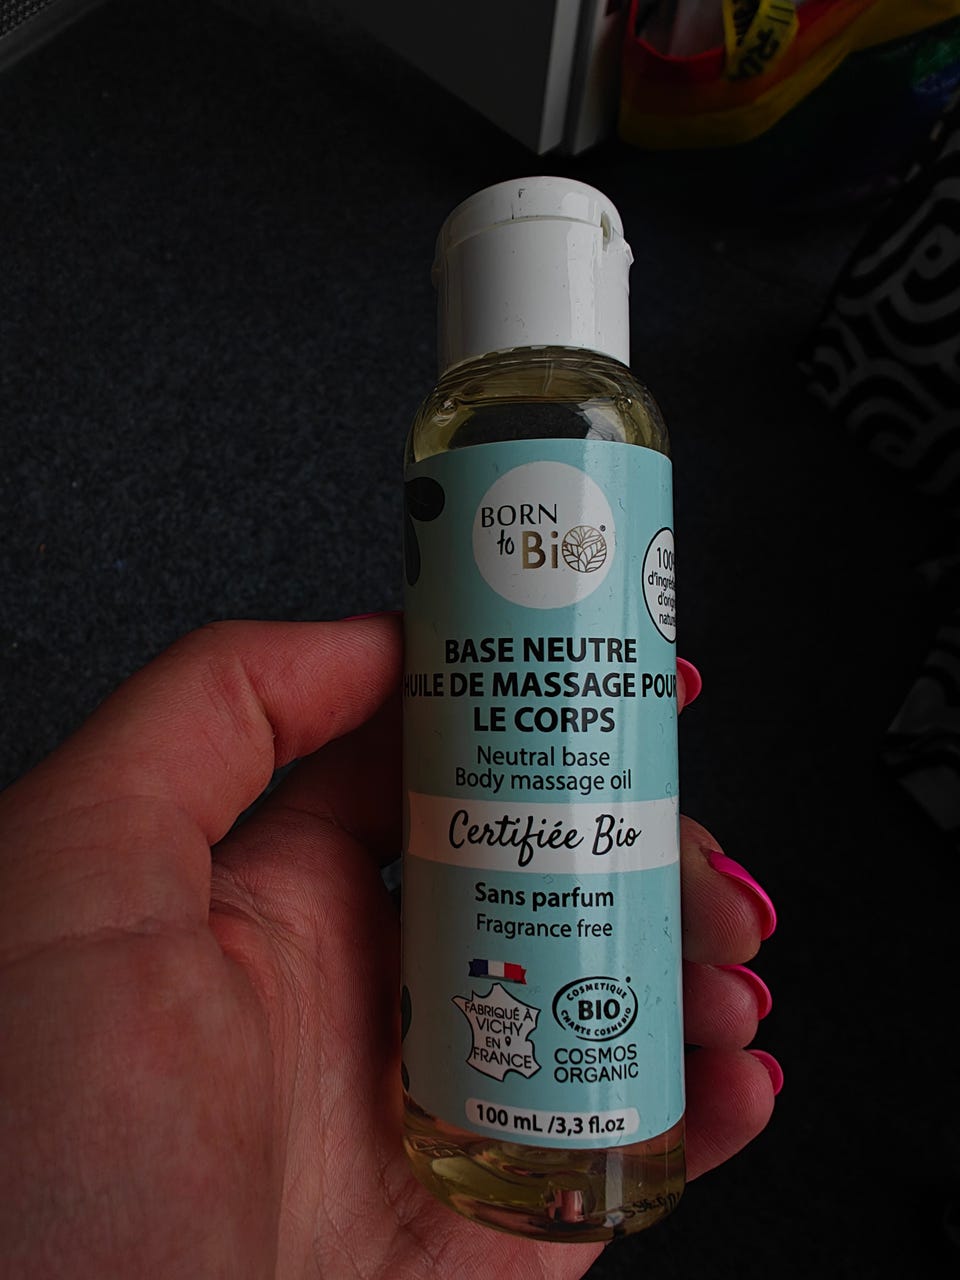 BORN
to Bio
100%
BASE NEUTRE
HUILE DE MASSAGE POUR
LE CORPS
Neutral base
Body massage oil
Certifiée Bio
Sans parfum
Fragrance free
FABRIQUÉ À
VICHY
EN
FRANCE
COSMETIQUE
BIO
CHARTE COSMEBIO
COSMOS
ORGANIC
100 mL /3,3 fl.oz